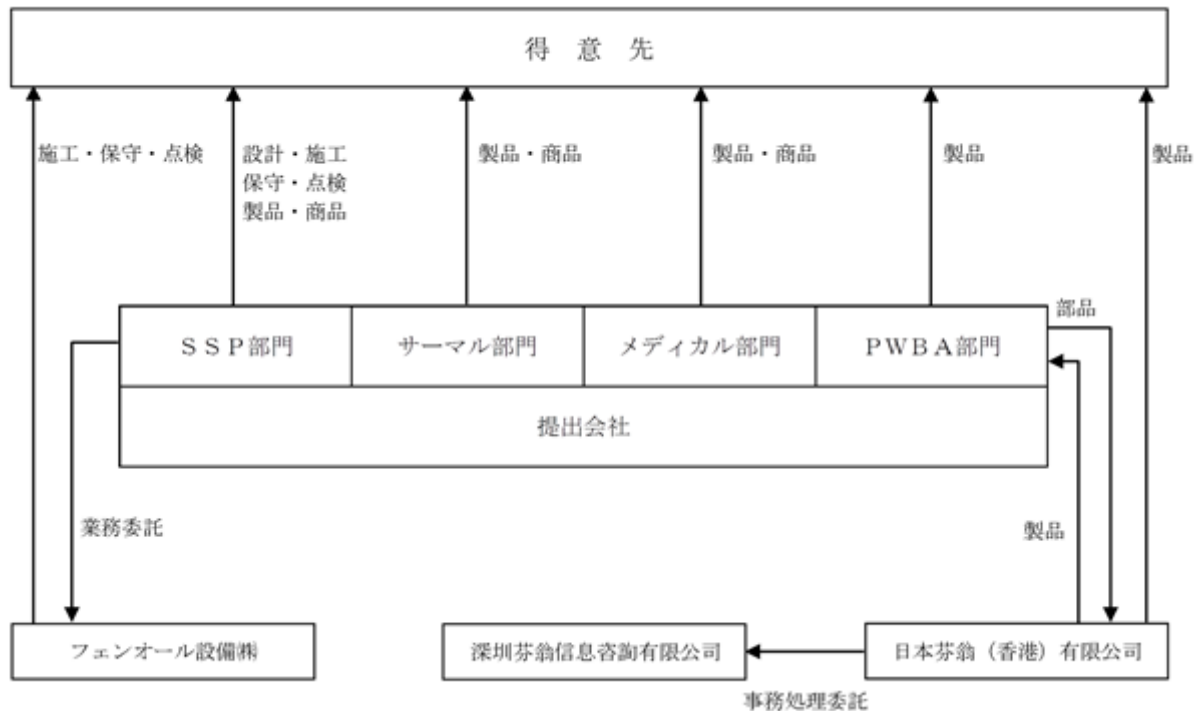 得 意 先
施工・保守・点検
設計・施工
保守・点検
製品・商品
製品・商品
製品・商品
製品
製品
部品
ＳＳＰ部門
サーマル部門
メディカル部門
ＰＷＢＡ部門
提出会社
業務委託
製品
フェンオール設備㈱
深圳芬翁信息咨詢有限公司
日本芬翁（香港）有限公司
事務処理委託